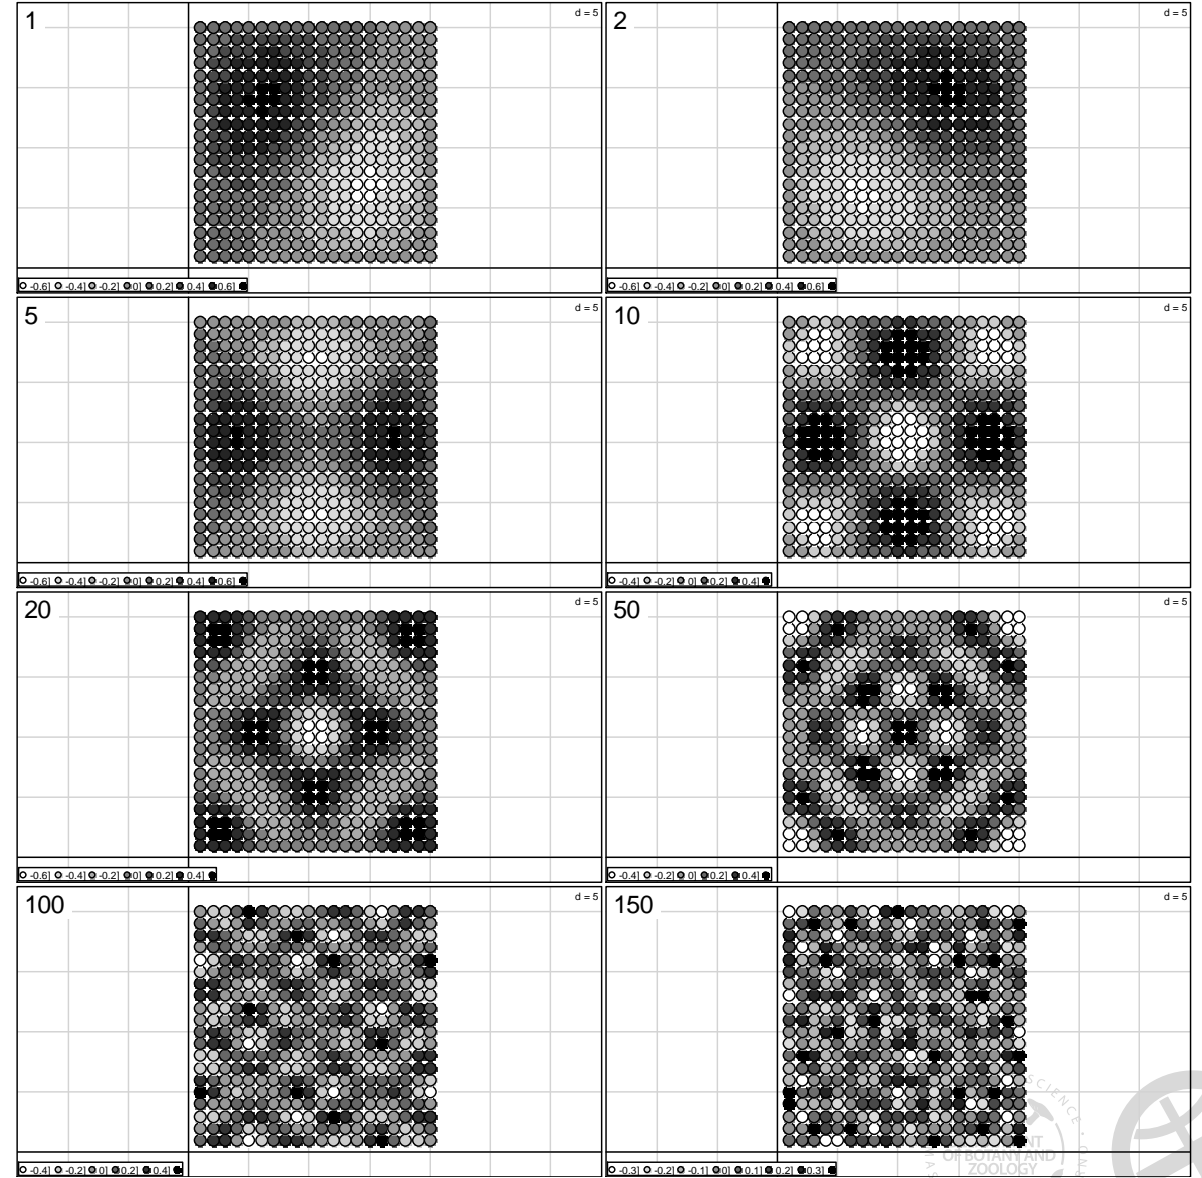 1
d = 5
2
d = 5
-0.6] -0.4] -0.2] 0] 0.2] 0.4] 0.6]
-0.6] -0.4] -0.2] 0] 0.2] 0.4] 0.6]
5
d = 5
10
d = 5
-0.6] -0.4] -0.2] 0] 0.2] 0.4] 0.6]
-0.4] -0.2] 0] 0.2] 0.4]
20
d = 5
50
d = 5
-0.6] -0.4] -0.2] 0] 0.2] 0.4]
-0.4] -0.2] 0] 0.2] 0.4]
100
d = 5
150
d = 5
SCIENCE
OF BOTANY AND
ZOOLOGY
-0.4] -0.2] 0] 0.2] 0.4]
-0.3] -0.2] -0.1] 0] 0.1] 0.2] 0.3]